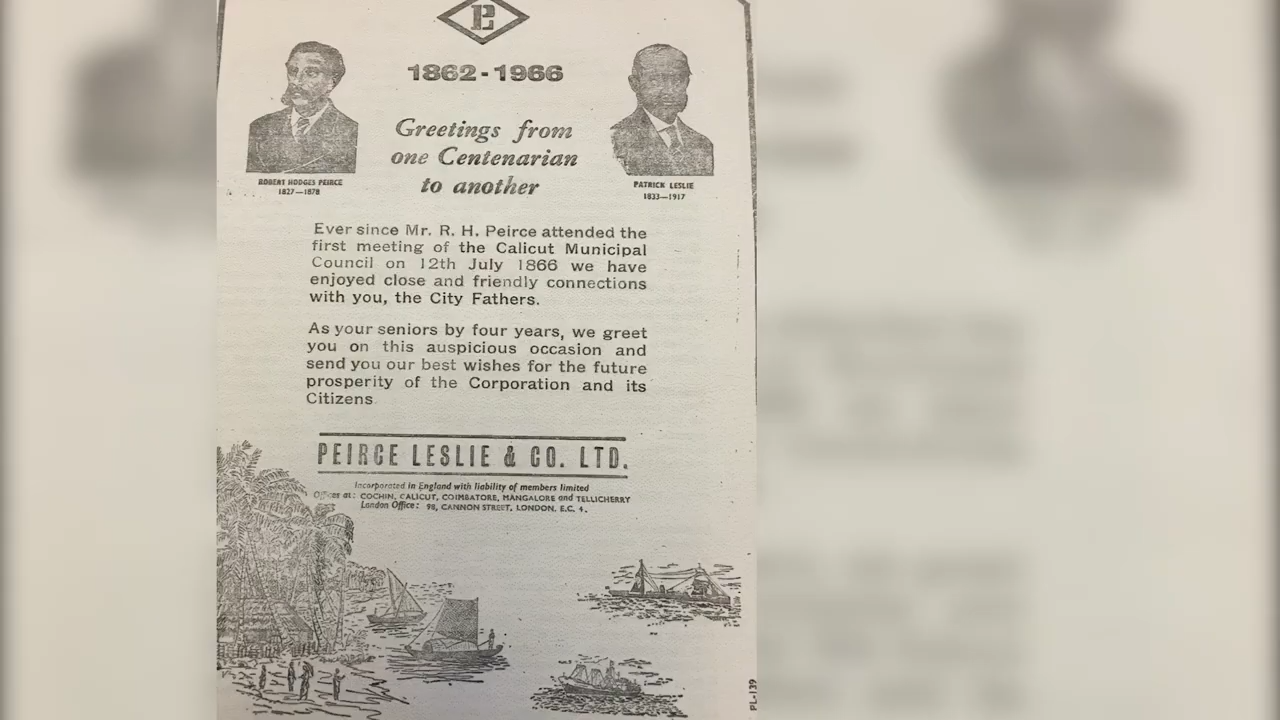 PL
1862-1966
Greetings from
one Centenarian
to another
ROBERT HODGES PEIRCE
1827—1878
PATRICK LESLIE
1833—1917
Ever since Mr. R. H. Peirce attended the
first meeting of the Calicut Municipal
Council on 12th July 1866 we have
enjoyed close and friendly connections
with you, the City Fathers.
As your seniors by four years, we greet
you on this auspicious occasion and
send you our best wishes for the future
prosperity of the Corporation and its
Citizens.
PEIRCE LESLIE & CO. LTD.
Incorporated in England with liability of members limited
Offices at: COCHIN, CALICUT, COIMBATORE, MANGALORE and TELLICHERRY
London Office: 98, CANNON STREET, LONDON, E.C. 4.
PL-139